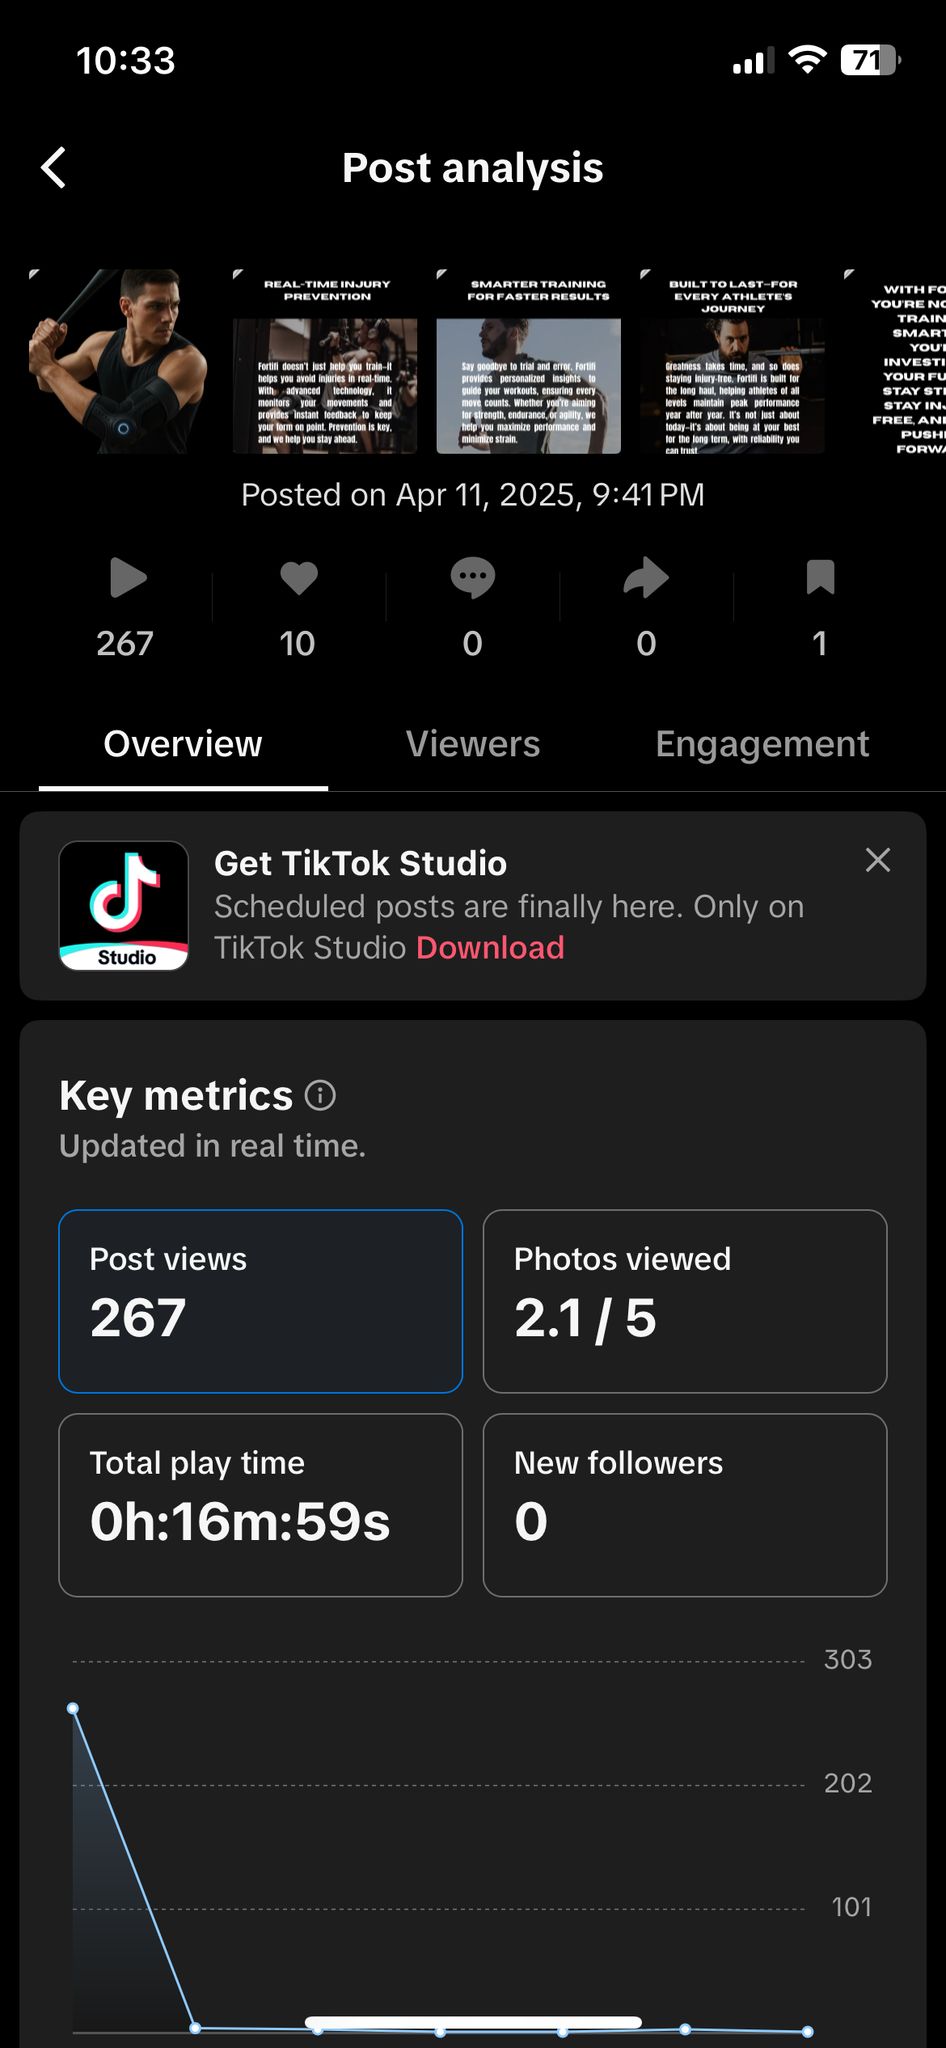 10:33
71
Post analysis
REAL-TIME INJURY
PREVENTION
Fortifi doesn't just help you train–it
helps you avoid injuries in real-time.
With advanced technology, it
monitors your movements and
provides instant feedback to keep
your form on point. Prevention is key,
and we help you stay ahead.
SMARTER TRAINING
FOR FASTER RESULTS
Say goodbye to trial and error. Fortifi
provides personalized insights to
guide your workouts, ensuring every
move counts. Whether you're aiming
for strength, endurance, or agility, we
help you maximize performance and
minimize strain.
BUILT TO LAST–FOR
EVERY ATHLETE'S
JOURNEY
Greatness takes time, and so does
staying injury-free. Fortifi is built for
the long haul, helping athletes of all
levels maintain peak performance
year after year. It's not just about
today–it's about being at your best
for the long term, with reliability you
can trust
WITH FO
YOU'RE NO
TRAIN
SMART
YOU'
INVESTI
YOUR FU
STAY ST
STAY IN
FREE, AN
PUSH
FORWA
Posted on Apr 11, 2025, 9:41 PM
267
10
0
0
1
Overview
Viewers
Engagement
Studio
Get TikTok Studio
Scheduled posts are finally here. Only on
TikTok Studio Download
Key metrics
Updated in real time.
Post views
267
Photos viewed
2.1 / 5
Total play time
0h:16m:59s
New followers
0
303
202
101